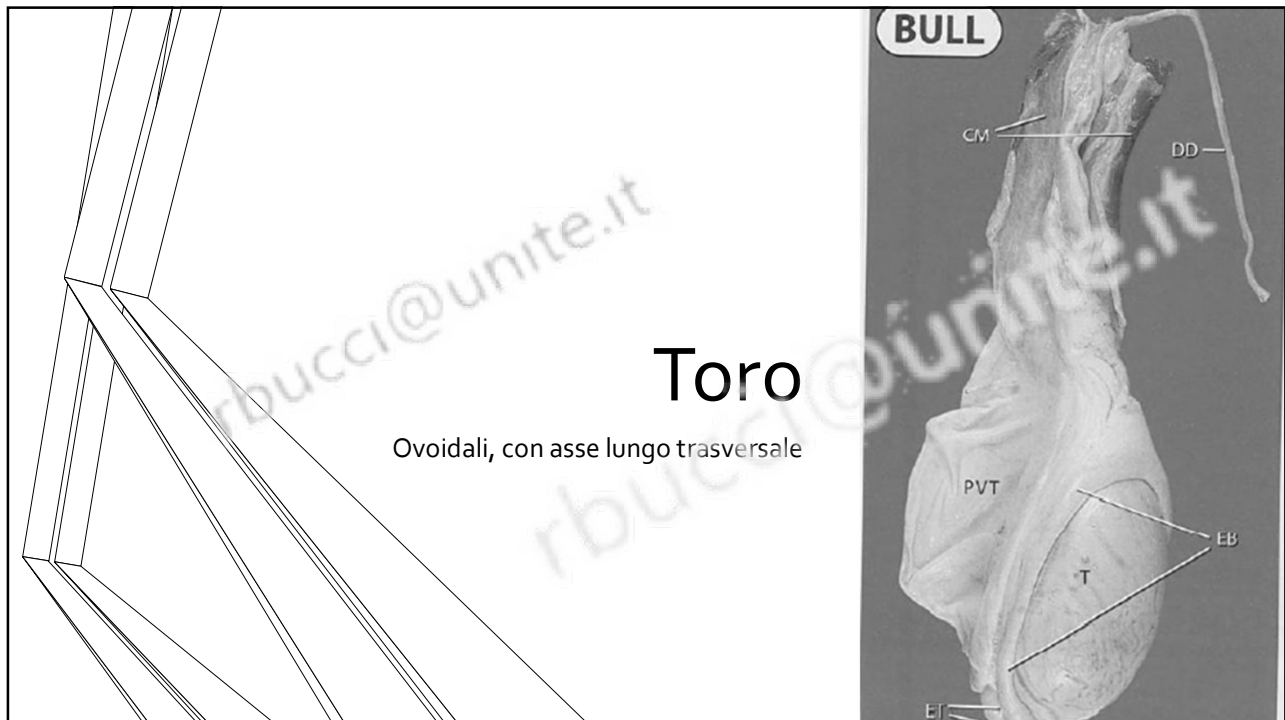 BULL
CM
DD
rbucci@unite.it
rbucci@unite.it
Toro
Ovoidali, con asse lungo trasversale
PVT
EB
T
ET